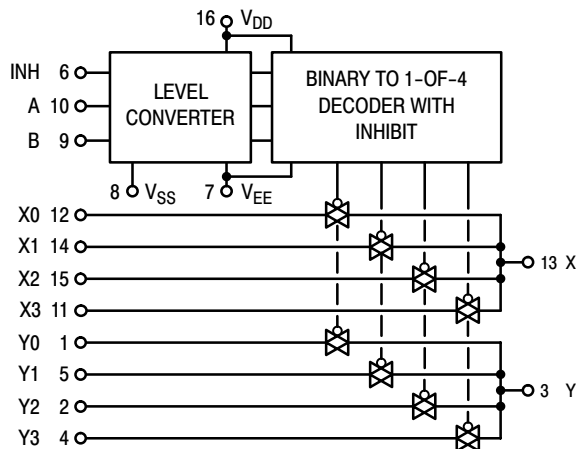 16 VDD
INH 6
A 10
B 9
LEVEL
CONVERTER
BINARY TO 1-OF-4
DECODER WITH
INHIBIT
8 VSS
7 VEE
X0 12
X1 14
X2 15
X3 11
13 X
Y0 1
Y1 5
Y2 2
Y3 4
3 Y